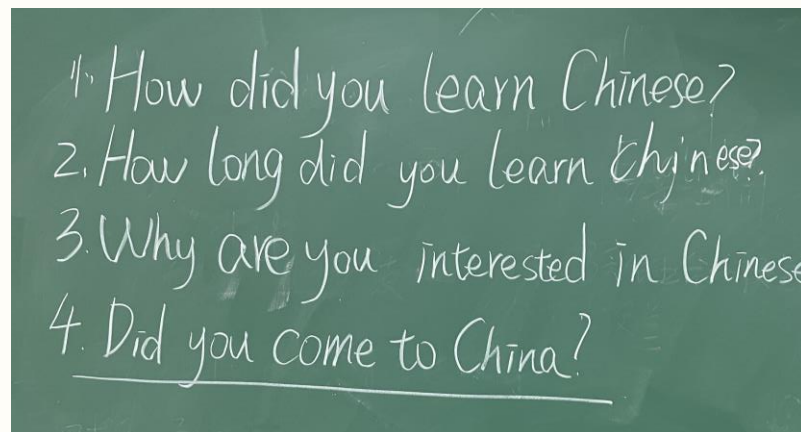 1. How did you learn Chinese?
2. How long did you learn Chinese?
3. Why are you interested in Chinese
4. Did you come to China?